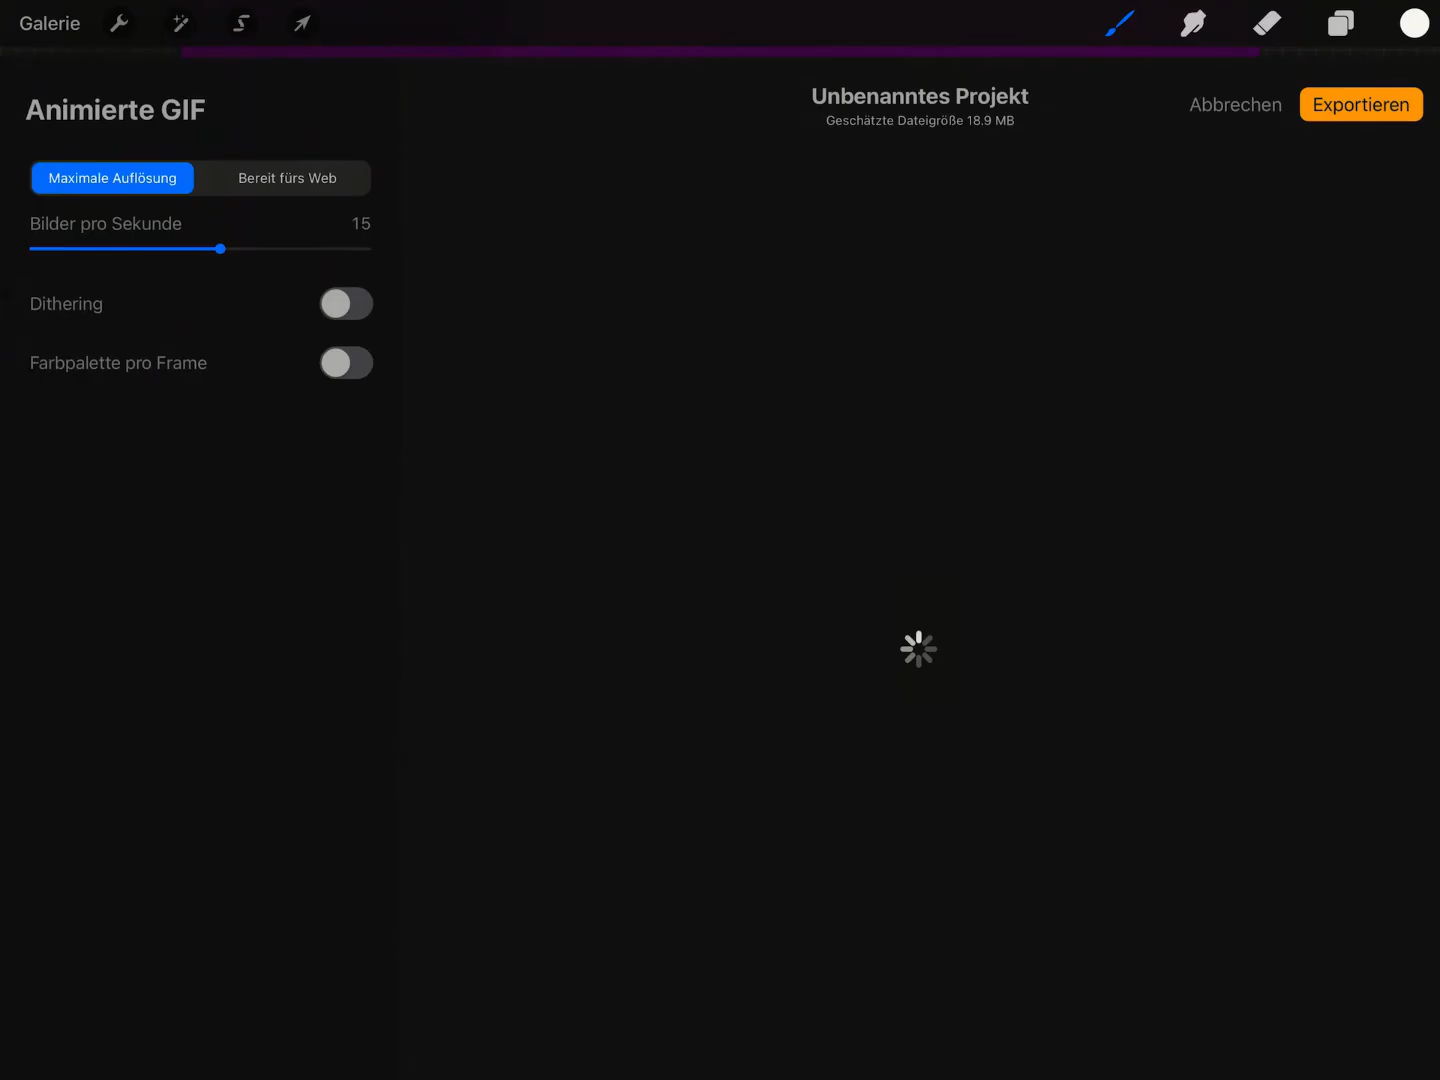 Galerie
Animierte GIF
Unbenanntes Projekt
Geschätzte Dateigröße 18.9 MB
Abbrechen
Exportieren
Maximale Auflösung
Bereit fürs Web
Bilder pro Sekunde
15
Dithering
Farbpalette pro Frame